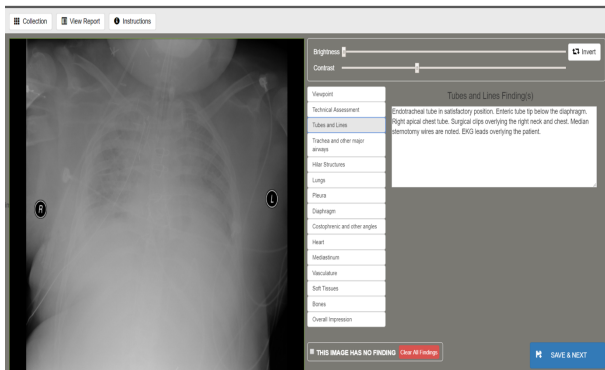 Collection
View Report
Instructions
Brightness
Invert
Contrast
Viewpoint
Technical Assessment
Tubes and Lines
Trachea and other major
airways
Hilar Structures
Lungs
Pleura
Diaphragm
Costophrenic and other angles
Heart
Mediastinum
Vasculature
Soft Tissues
Bones
Overall Impression
Tubes and Lines Finding(s)
Endotracheal tube in satisfactory position. Enteric tube tip below the diaphragm.
Right apical chest tube. Surgical clips overlying the right neck and chest. Median
sternotomy wires are noted. EKG leads overlying the patient.
R
L
THIS IMAGE HAS NO FINDING
Clear All Findings
SAVE & NEXT